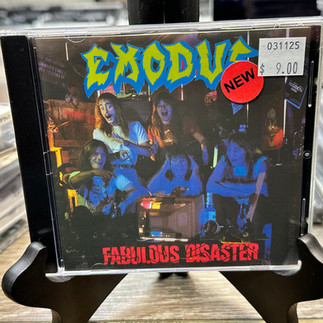 EXODUS
NEW
031125
$ 9.00
FABULOUS DISASTER